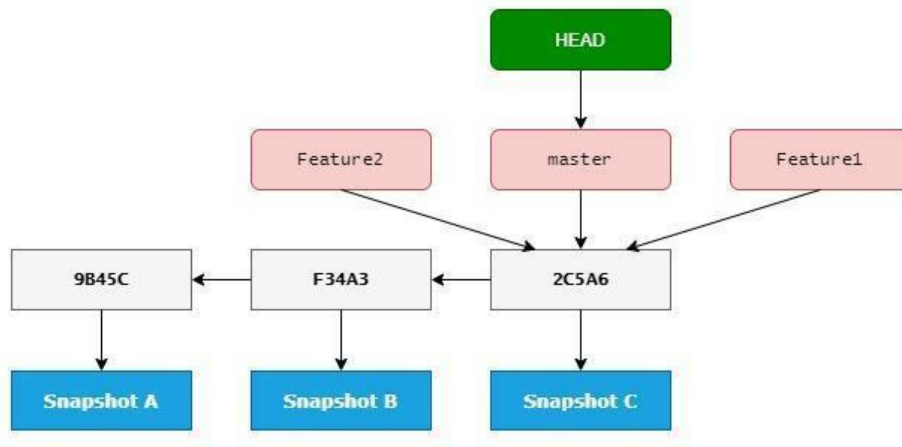 HEAD
Feature2
master
Feature1
9B45C
F34A3
2C5A6
Snapshot A
Snapshot B
Snapshot C